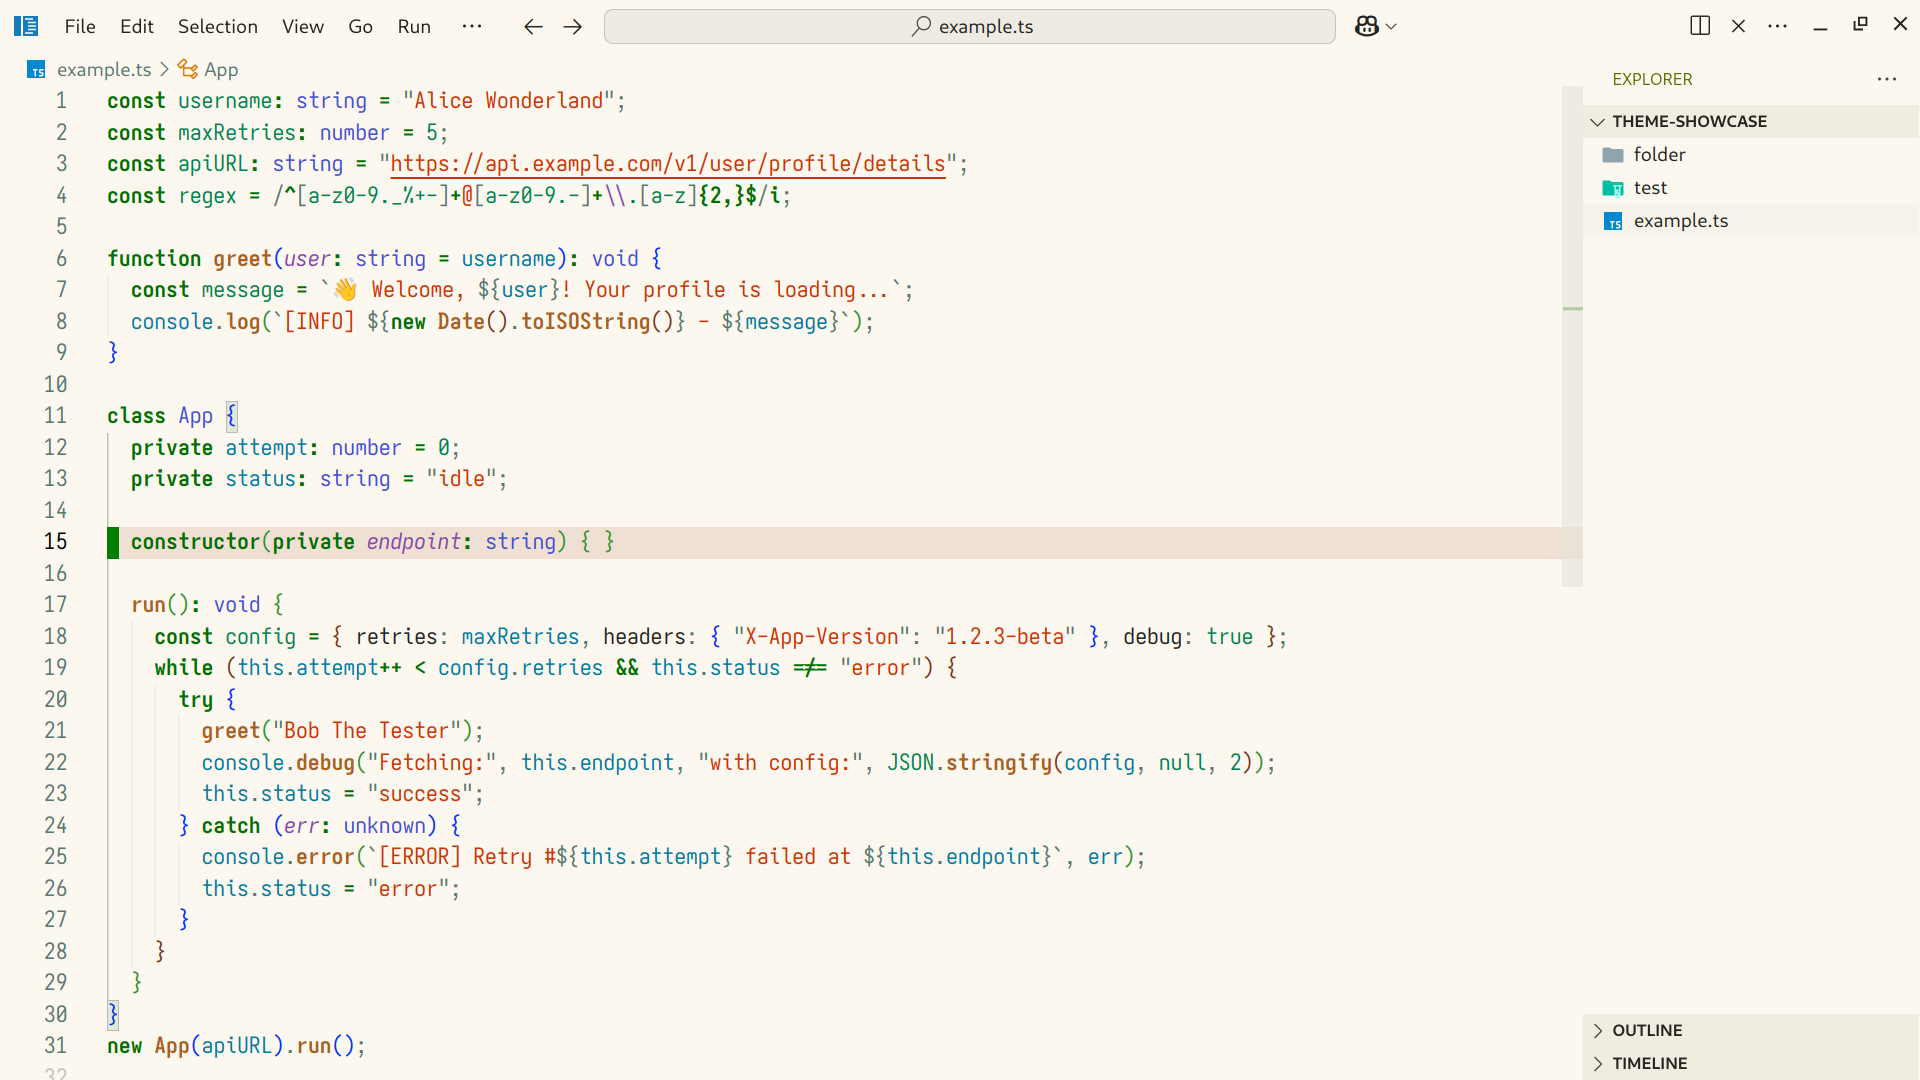 File Edit Selection View Go Run ··· example.ts
TS example.ts > App
1 const username: string = "Alice Wonderland";
2 const maxRetries: number = 5;
3 const apiURL: string = "https://api.example.com/v1/user/profile/details";
4 const regex = /^[a-z0-9._%+-]+@[a-z0-9.-]+\\.[a-z]{2,}$/i;
5
6 function greet(user: string = username): void {
7   const message = `👋 Welcome, ${user}! Your profile is loading...`;
8   console.log(`[INFO] ${new Date().toISOString()} - ${message}`);
9 }
10
11 class App {
12   private attempt: number = 0;
13   private status: string = "idle";
14
15   constructor(private endpoint: string) { }
16
17   run(): void {
18     const config = { retries: maxRetries, headers: { "X-App-Version": "1.2.3-beta" }, debug: true };
19     while (this.attempt++ < config.retries && this.status !== "error") {
20       try {
21         greet("Bob The Tester");
22         console.debug("Fetching:", this.endpoint, "with config:", JSON.stringify(config, null, 2));
23         this.status = "success";
24       } catch (err: unknown) {
25         console.error(`[ERROR] Retry #${this.attempt} failed at ${this.endpoint}`, err);
26         this.status = "error";
27       }
28     }
29   }
30 }
31 new App(apiURL).run();
32
EXPLORER ···
THEME-SHOWCASE
folder
test
TS example.ts
OUTLINE
TIMELINE